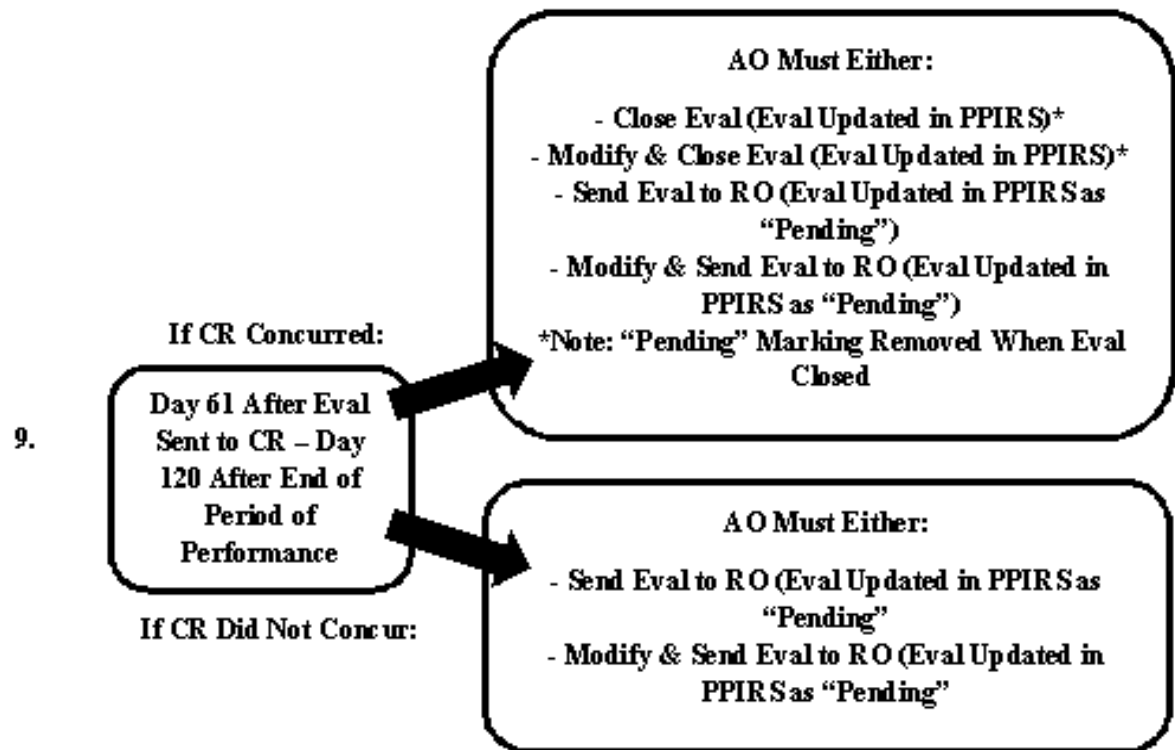 AO Must Either:
- Close Eval (Eval Updated in PPIRS)*
- Modify & Close Eval (Eval Updated in PPIRS)*
- Send Eval to RO (Eval Updated in PPIRS as
“Pending”)
- Modify & Send Eval to RO (Eval Updated in
PPIRS as “Pending”)
*Note: “Pending” Marking Removed When Eval
Closed
If CR Concurred:
9.
Day 61 After Eval
Sent to CR – Day
120 After End of
Period of
Performance
If CR Did Not Concur:
AO Must Either:
- Send Eval to RO (Eval Updated in PPIRS as
“Pending”
- Modify & Send Eval to RO (Eval Updated in
PPIRS as “Pending”